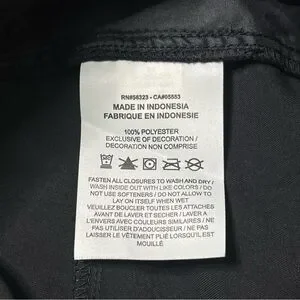 RN#56323 - CA#05553
MADE IN INDONESIA
FABRIQUE EN INDONESIE
100% POLYESTER
EXCLUSIVE OF DECORATION /
DECORATION NON COMPRISE
FASTEN ALL CLOSURES TO WASH AND DRY /
WASH INSIDE OUT WITH LIKE COLORS / DO
NOT USE SOFTENERS / DO NOT ALLOW TO
LAY ON ITSELF WHEN WET
VEUILLEZ BOUCLER TOUTES LES ATTACHES
AVANT DE LAVER ET SECHER / LAVER A
L'ENVERS AVEC COULEURS SIMILAIRES / NE
PAS UTILISER D'ADOUCISSEUR / NE PAS
LAISSER LE VÊTEMENT PLIÉ LORSQU'IL EST
MOUILLÉ